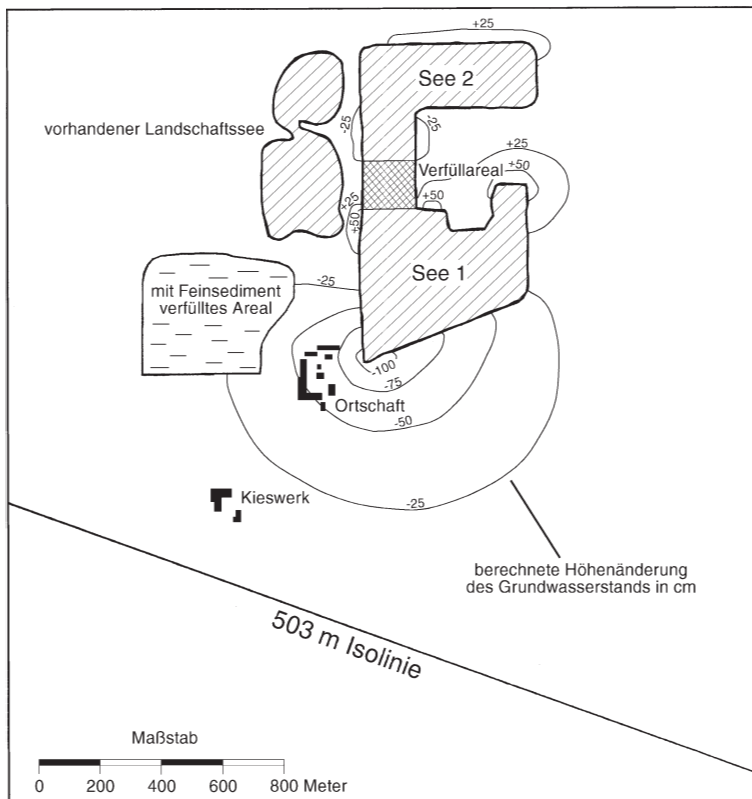 +25
See 2
vorhandener Landschaftssee
-25
-25
Verfüllareal
+25
+50
+50
+25
+50
See 1
-25
mit Feinsediment
verfülltes Areal
-100
-75
Ortschaft
-50
-25
Kieswerk
berechnete Höhenänderung
des Grundwasserstands in cm
503 m Isolinie
Maßstab
0 200 400 600 800 Meter